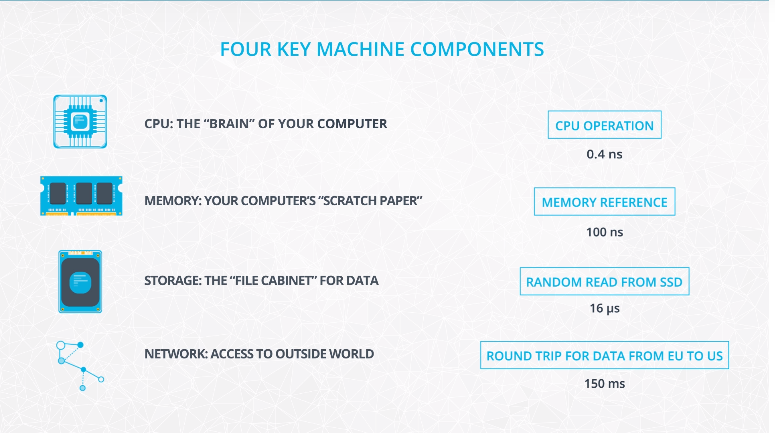 FOUR KEY MACHINE COMPONENTS
CPU: THE “BRAIN” OF YOUR COMPUTER
CPU OPERATION
0.4 ns
MEMORY: YOUR COMPUTER’S “SCRATCH PAPER”
MEMORY REFERENCE
100 ns
STORAGE: THE “FILE CABINET” FOR DATA
RANDOM READ FROM SSD
16 μs
NETWORK: ACCESS TO OUTSIDE WORLD
ROUND TRIP FOR DATA FROM EU TO US
150 ms